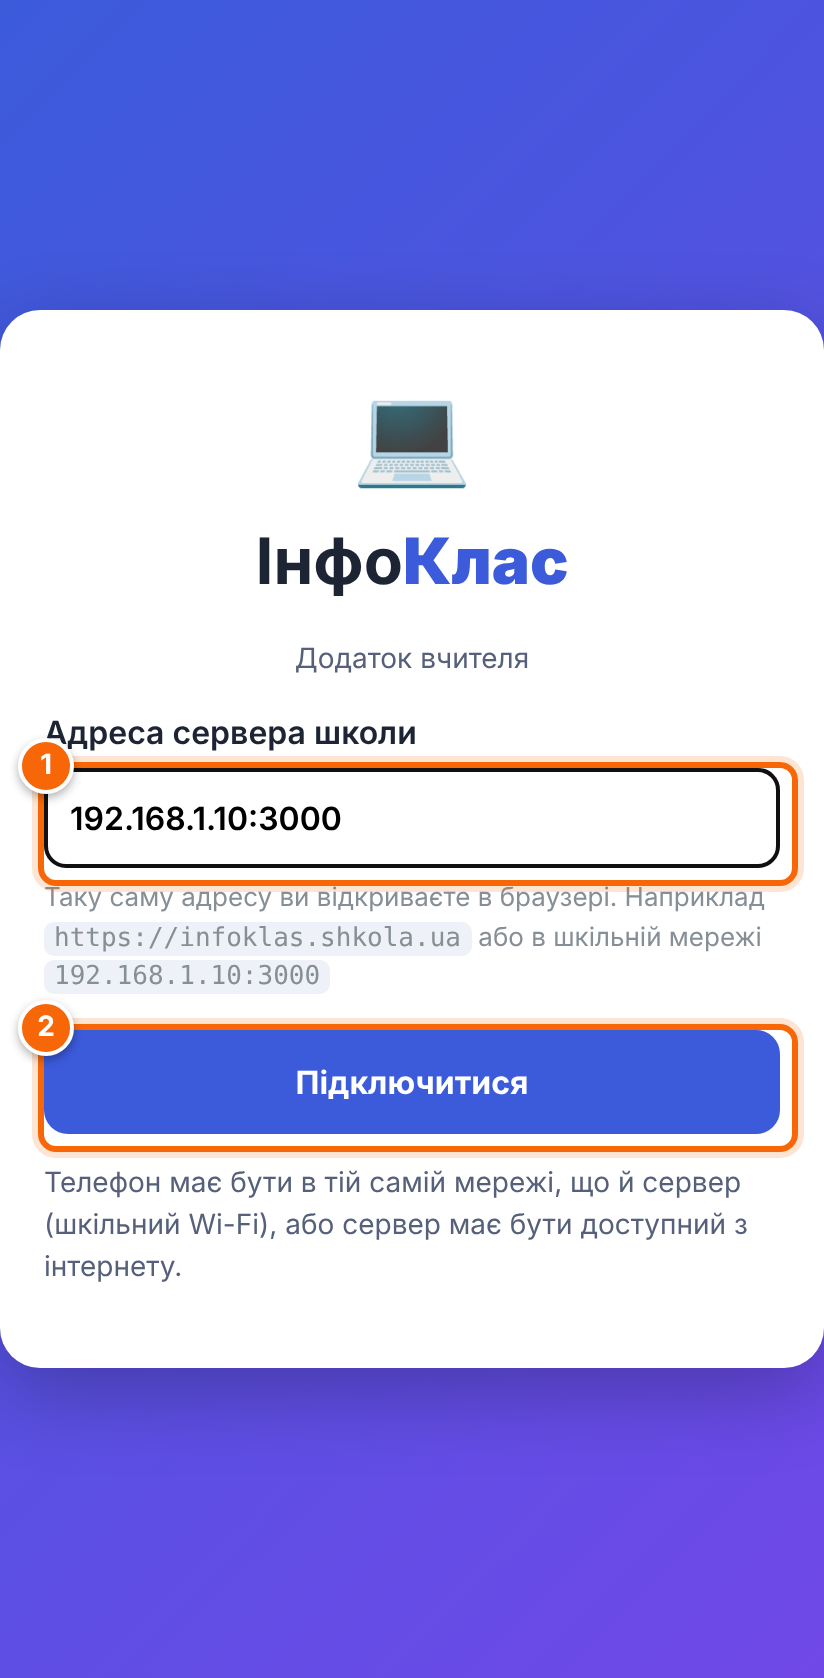 ІнфоКлас
Додаток вчителя
Адреса сервера школи
1
192.168.1.10:3000
Таку саму адресу ви відкриваєте в браузері. Наприклад
https://infoklas.shkola.ua або в шкільній мережі
192.168.1.10:3000
2
Підключитися
Телефон має бути в тій самій мережі, що й сервер
(шкільний Wi-Fi), або сервер має бути доступний з
інтернету.